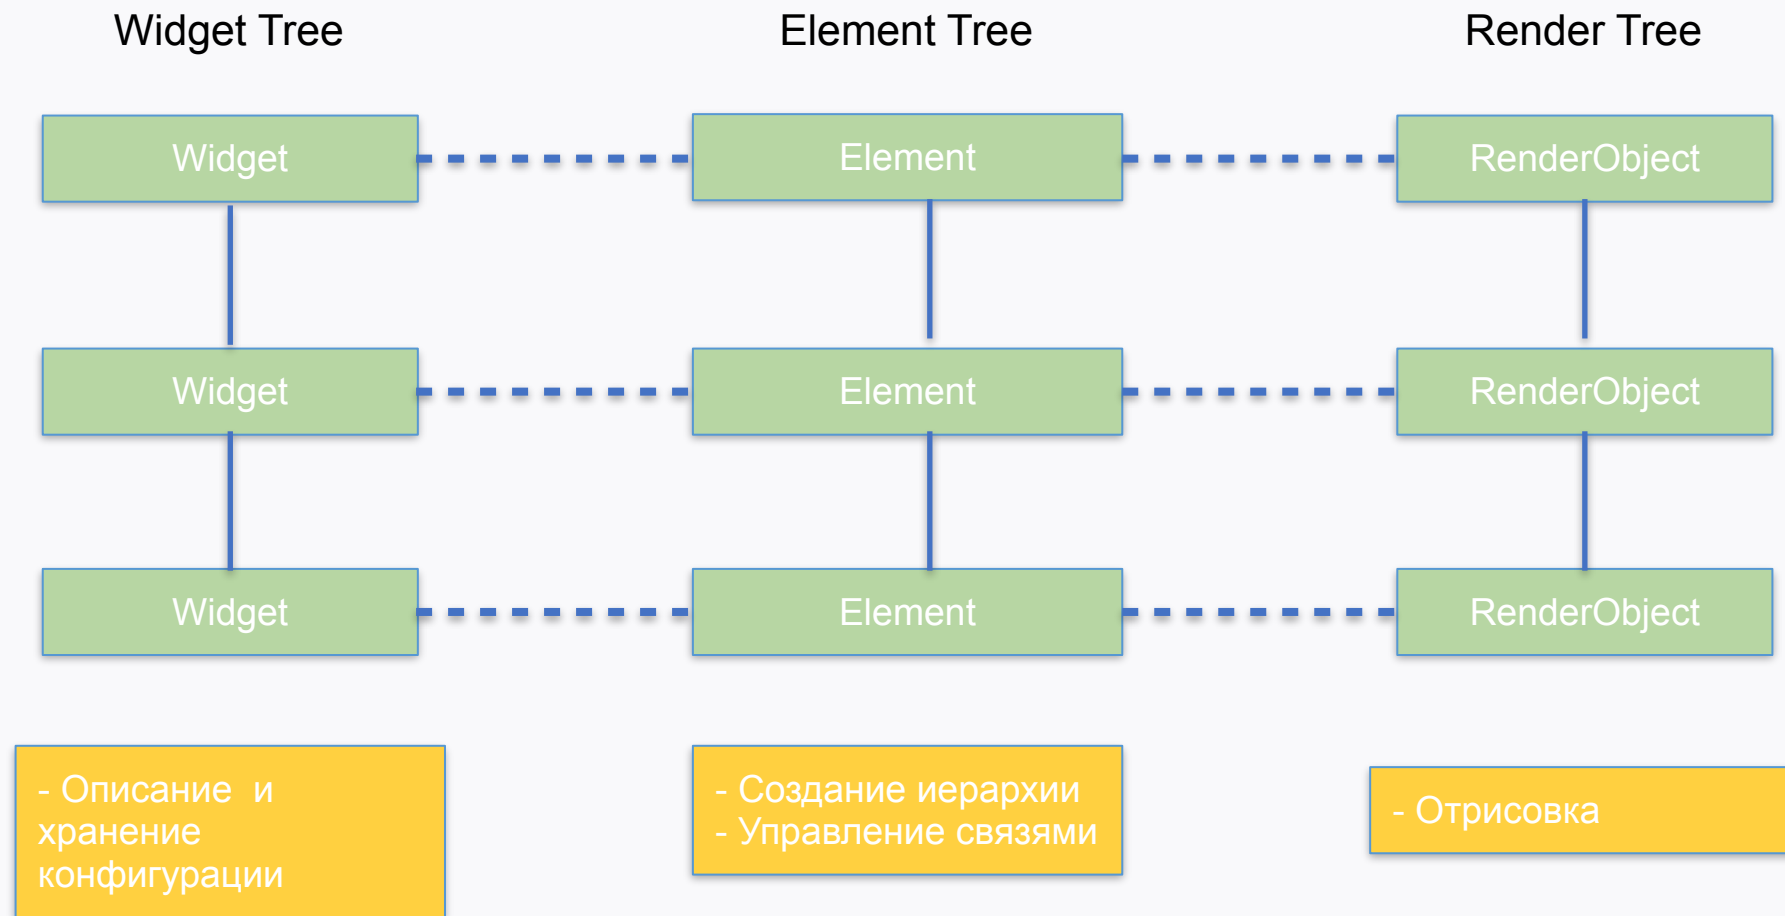 Widget Tree
Element Tree
Render Tree
Widget
Element
RenderObject
Widget
Element
RenderObject
Widget
Element
RenderObject
- Описание и
хранение
конфигурации
- Создание иерархии
- Управление связями
- Отрисовка